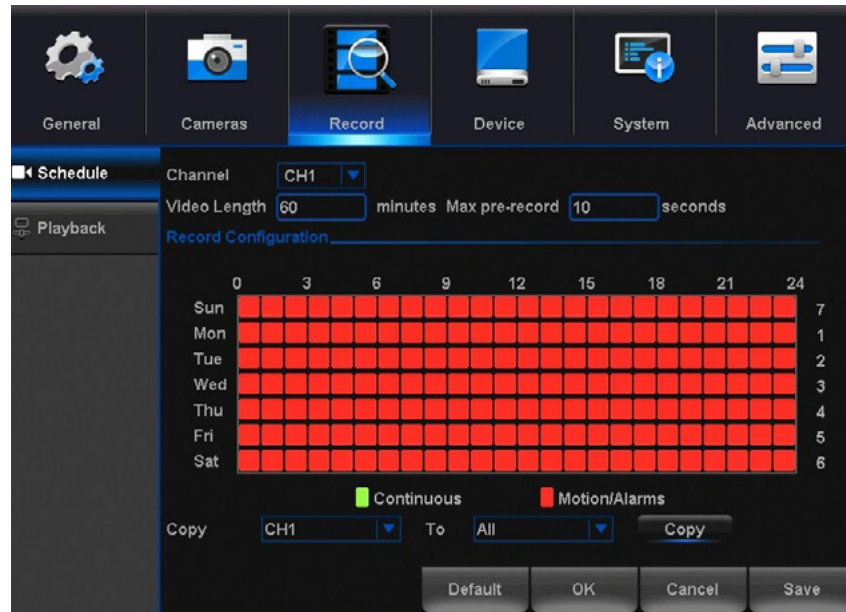 General Cameras Record Device System Advanced
Schedule
Playback
Channel CH1
Video Length 60 minutes Max pre-record 10 seconds
Record Configuration
0 3 6 9 12 15 18 21 24
Sun 7
Mon 1
Tue 2
Wed 3
Thu 4
Fri 5
Sat 6
Continuous Motion/Alarms
Copy CH1 To All Copy
Default OK Cancel Save